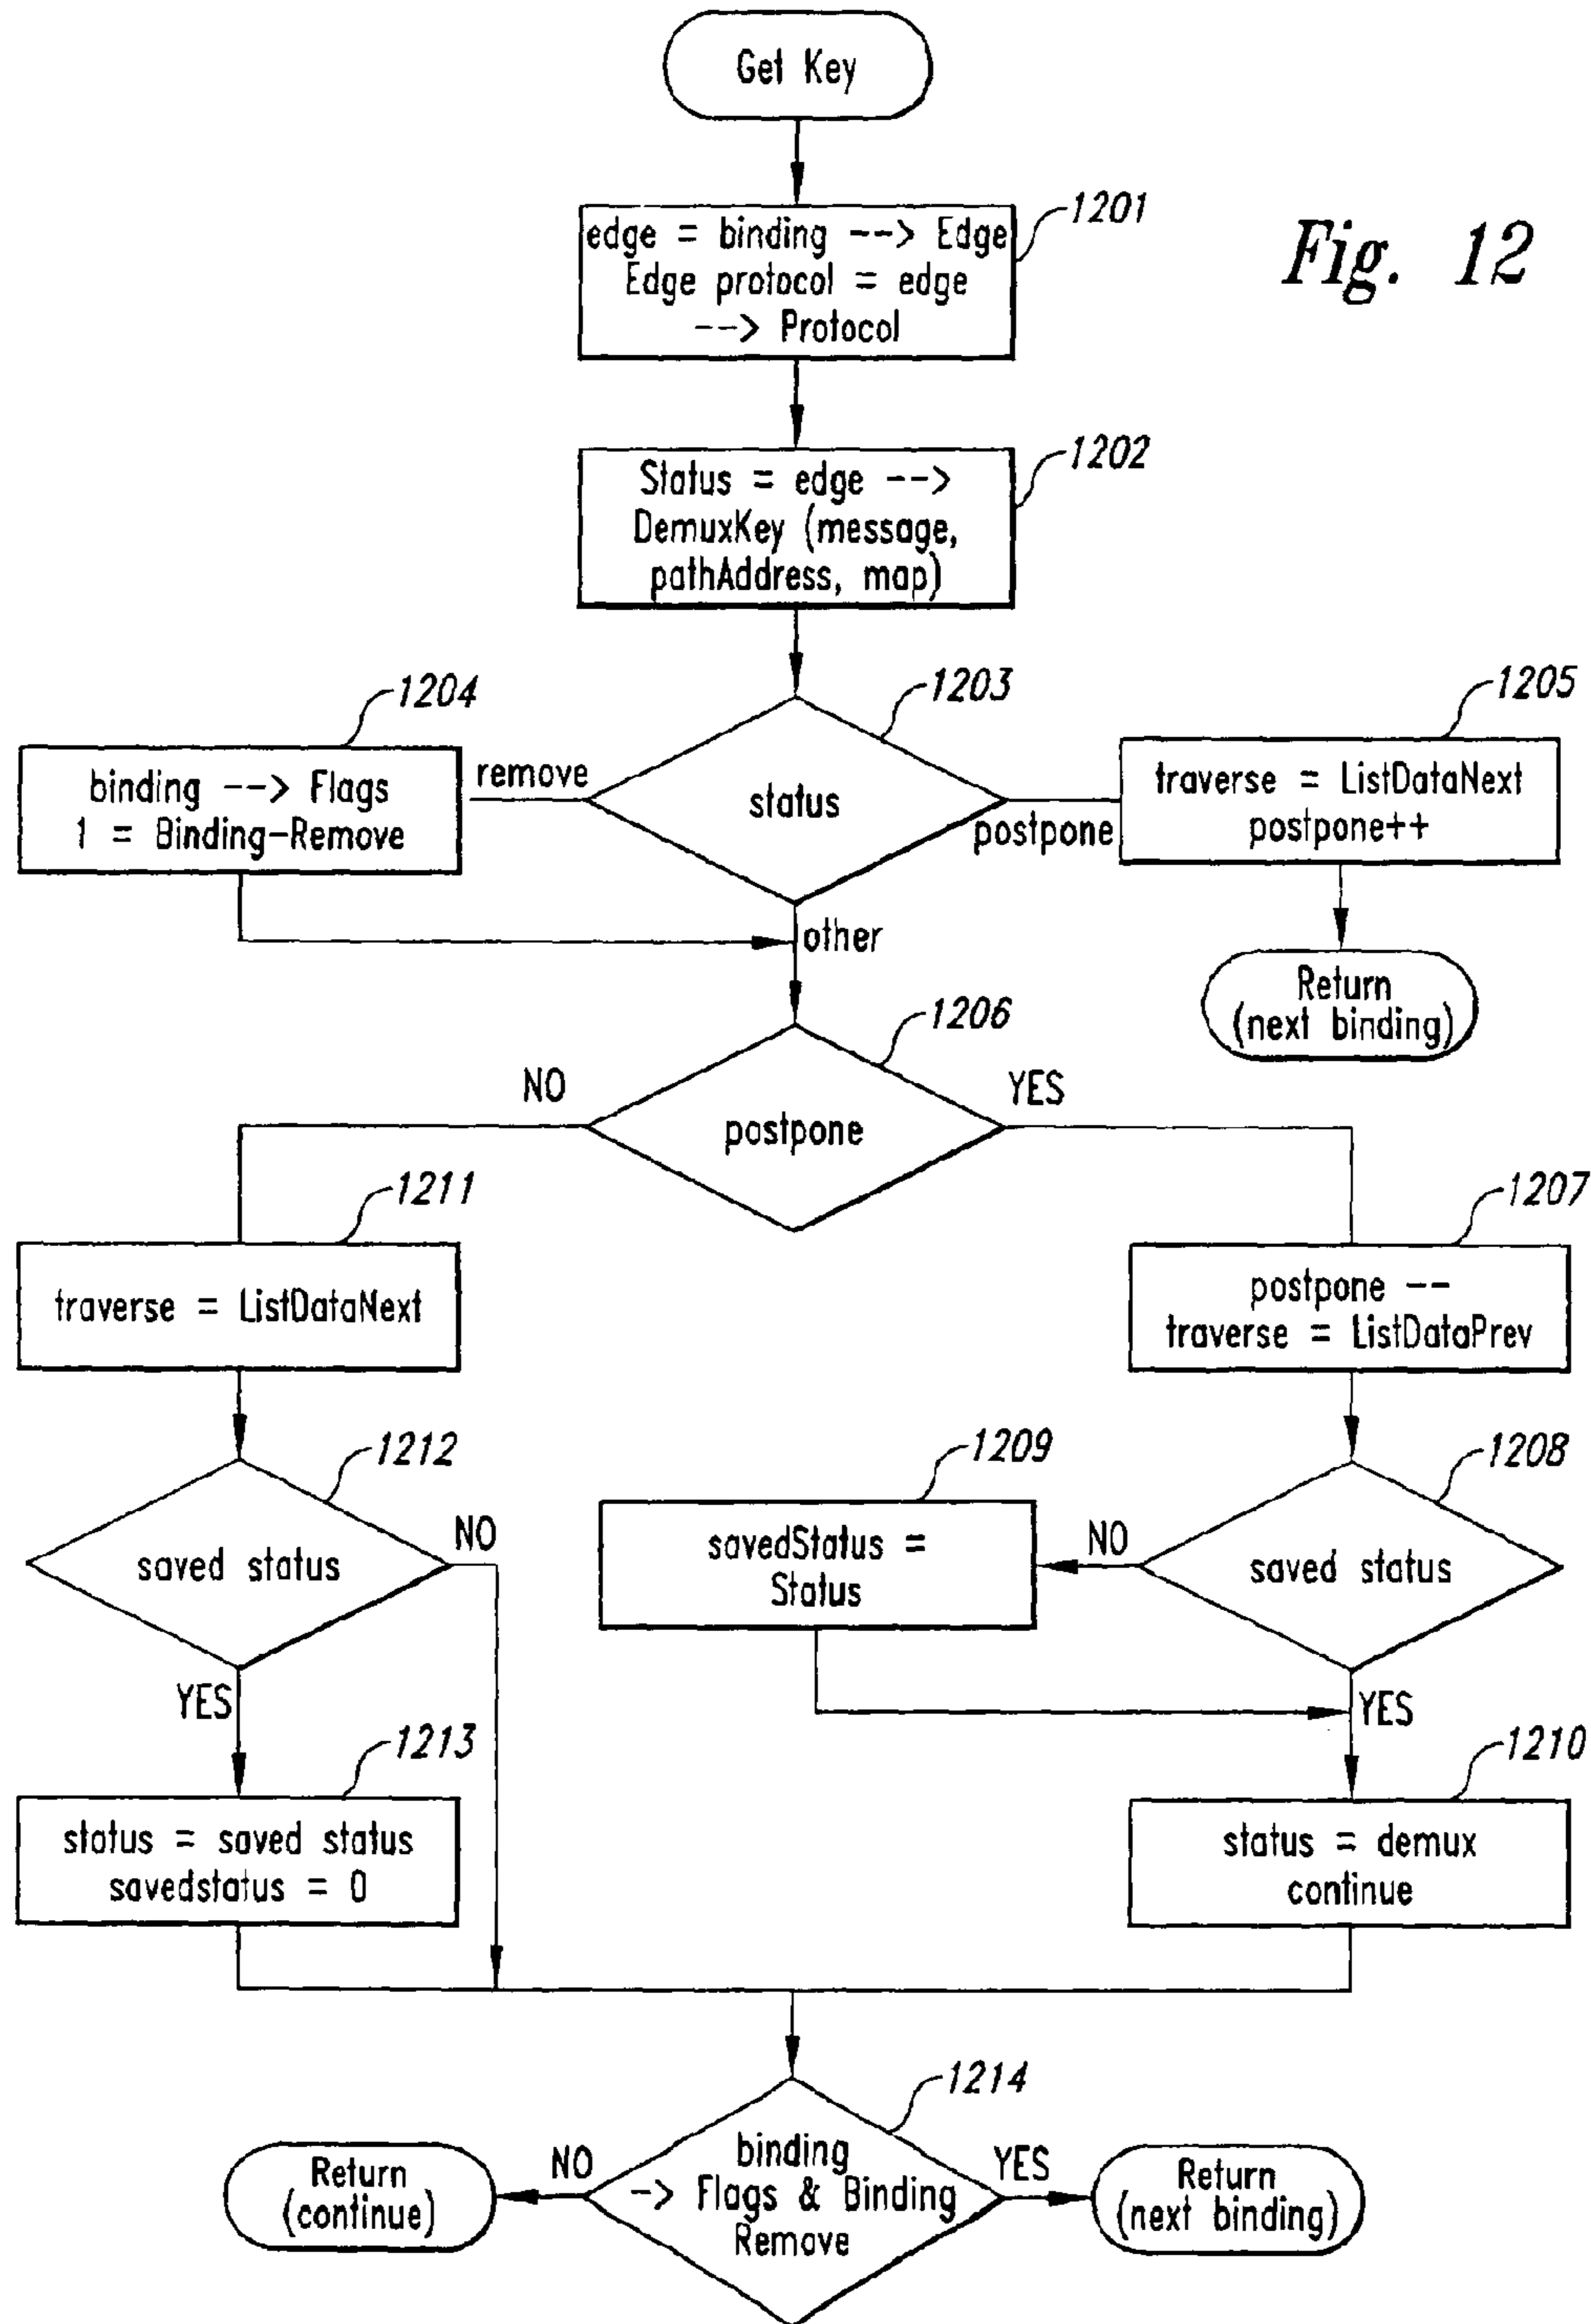 Get Key
1201
edge = binding --> Edge
Edge protocol = edge
--> Protocol
Fig. 12
1202
Status = edge -->
DemuxKey (message,
pathAddress, map)
1203
status
remove
postpone
other
1204
binding --> Flags
1 = Binding-Remove
1205
traverse = ListDataNext
postpone++
Return
(next binding)
1206
postpone
NO
YES
1211
traverse = ListDataNext
1207
postpone --
traverse = ListDataPrev
1212
saved status
NO
YES
1209
savedStatus =
Status
1208
saved status
NO
YES
1213
status = saved status
savedstatus = 0
1210
status = demux
continue
1214
binding
-> Flags & Binding
Remove
NO
Return
(continue)
YES
Return
(next binding)